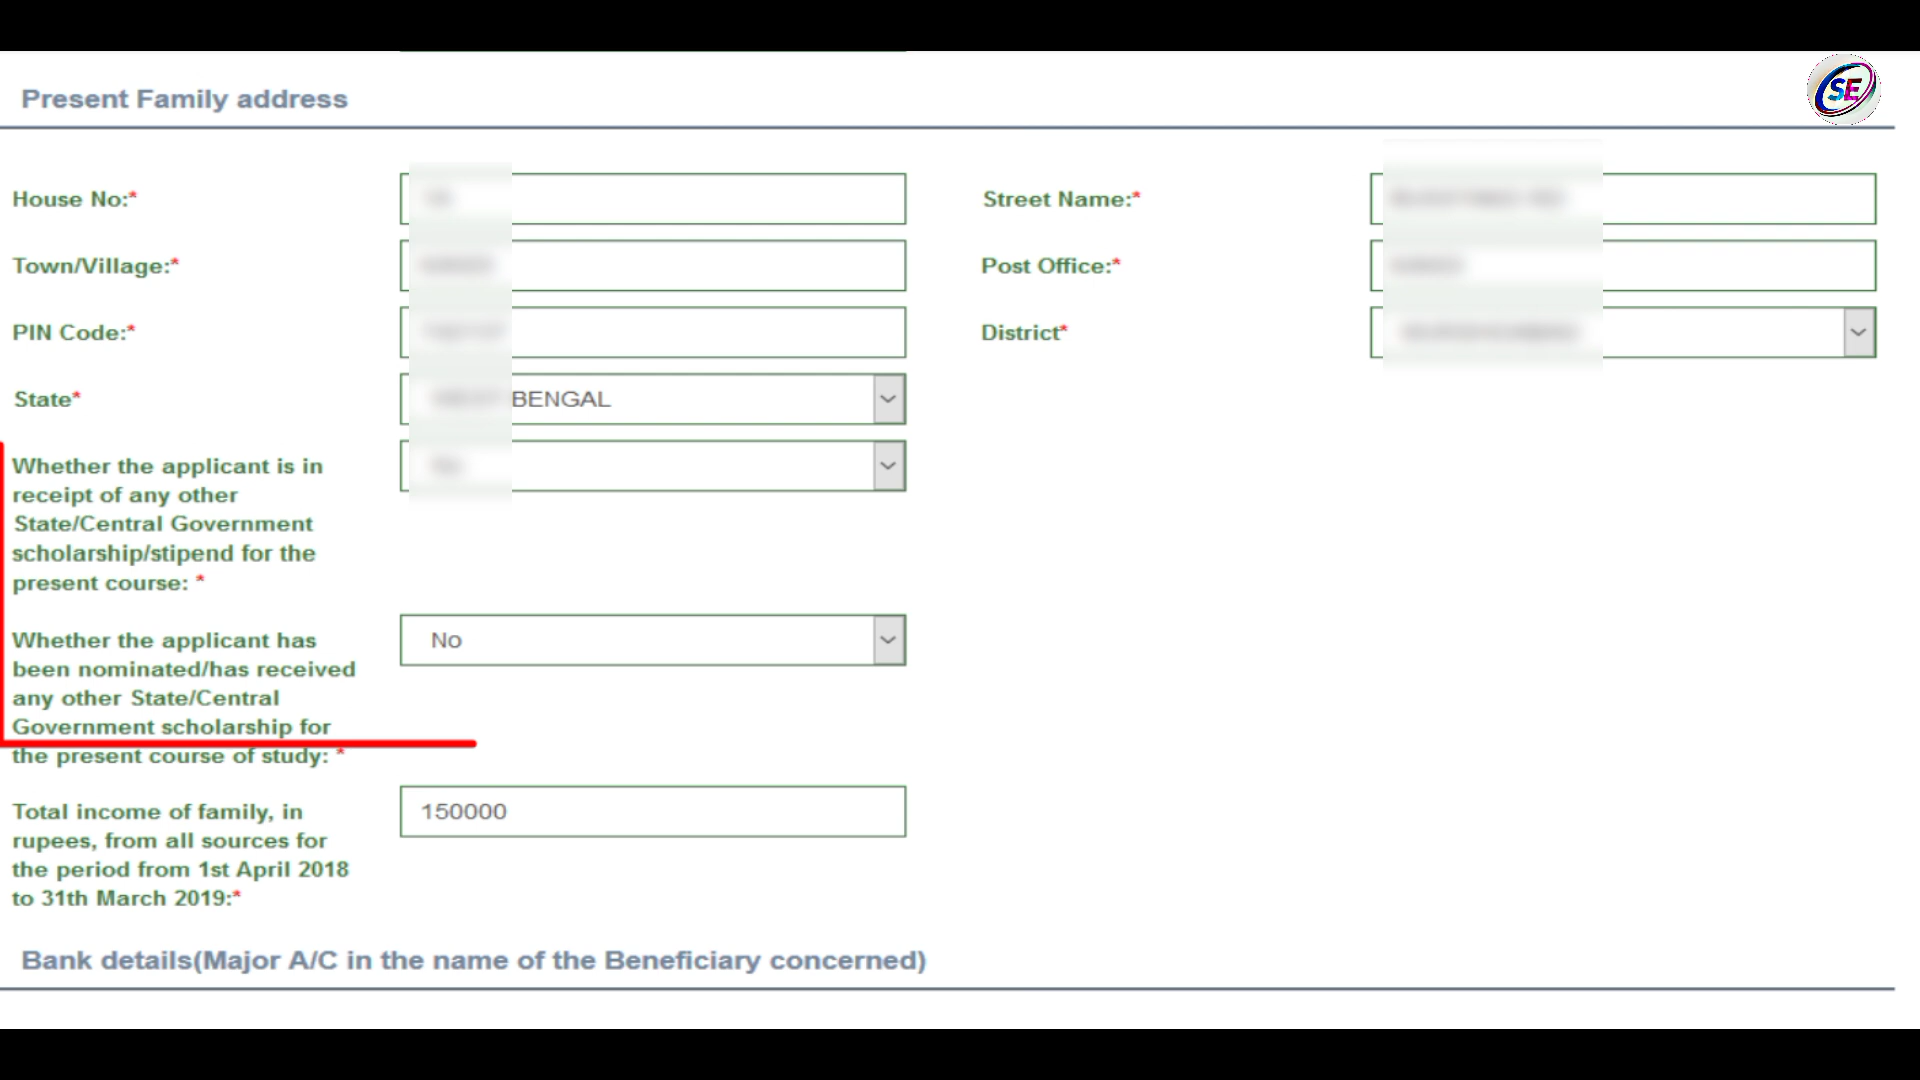 Present Family address
SE
House No:*
Street Name:*
Town/Village:*
Post Office:*
PIN Code:*
District*
State*
BENGAL
Whether the applicant is in
receipt of any other
State/Central Government
scholarship/stipend for the
present course: *
Whether the applicant has
been nominated/has received
any other State/Central
Government scholarship for
the present course of study: *
No
Total income of family, in
rupees, from all sources for
the period from 1st April 2018
to 31th March 2019:*
150000
Bank details(Major A/C in the name of the Beneficiary concerned)